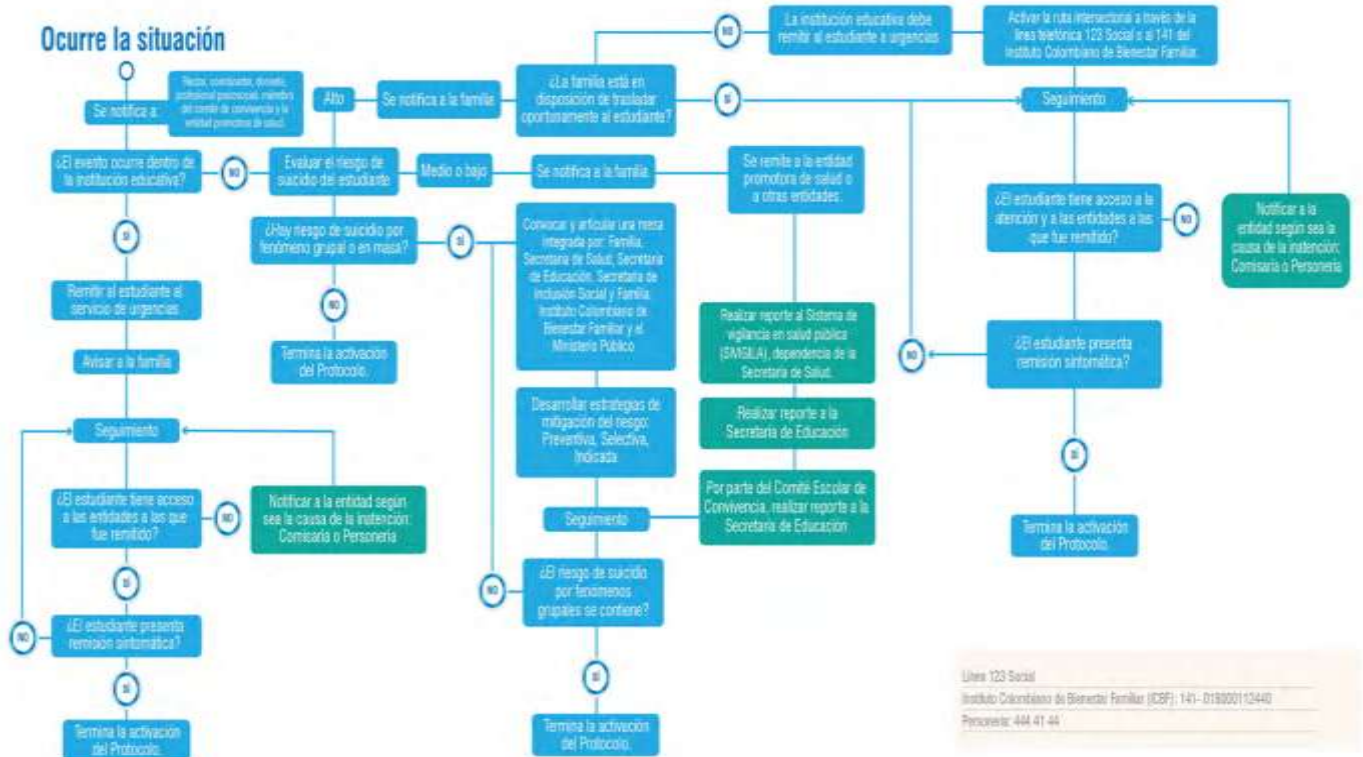 Ocurre la situación
Se notifica a:
Rector, coordinador, docente,
profesional psicosocial, miembro
del comité de convivencia y la
entidad promotora de salud.
¿El evento ocurre dentro de
la institución educativa?
NO
SÍ
Remitir al estudiante al
servicio de urgencias
Avisar a la familia
Seguimiento
¿El estudiante tiene acceso
a las entidades a las que
fue remitido?
NO
Notificar a la entidad según
sea la causa de la inatención:
Comisaría o Personería
SÍ
¿El estudiante presenta
remisión sintomática?
NO
SÍ
Termina la activación
del Protocolo.
Alto
Se notifica a la familia
¿La familia está en
disposición de trasladar
oportunamente al estudiante?
NO
La institución educativa debe
remitir al estudiante a urgencias
Activar la ruta intersectorial a través de la
línea telefónica 123 Social o al 141 del
Instituto Colombiano de Bienestar Familiar.
SÍ
Seguimiento
Evaluar el riesgo de
suicidio del estudiante
Medio o bajo
Se notifica a la familia
Se remite a la entidad
promotora de salud o
a otras entidades.
¿Hay riesgo de suicidio por
fenómeno grupal o en masa?
SÍ
NO
Termina la activación
del Protocolo.
Convocar y articular una mesa
integrada por: Familia,
Secretaría de Salud, Secretaría
de Educación, Secretaría de
Inclusión Social y Familia,
Instituto Colombiano de
Bienestar Familiar y el
Ministerio Público
Desarrollar estrategias de
mitigación del riesgo:
Preventiva, Selectiva,
Indicada
Seguimiento
¿El riesgo de suicidio
por fenómenos
grupales se contiene?
NO
SÍ
Termina la activación
del Protocolo.
Realizar reporte al Sistema de
vigilancia en salud pública
(SIVIGILA), dependencia de la
Secretaría de Salud.
Realizar reporte a la
Secretaría de Educación
Por parte del Comité Escolar de
Convivencia, realizar reporte a la
Secretaría de Educación
¿El estudiante tiene acceso a la
atención y a las entidades a las
que fue remitido?
NO
Notificar a la
entidad según sea la
causa de la inatención:
Comisaría o Personería
¿El estudiante presenta
remisión sintomática?
NO
SÍ
Termina la activación
del Protocolo.
Línea 123 Social
Instituto Colombiano de Bienestar Familiar (ICBF): 141- 018000112440
Personería: 444 41 44